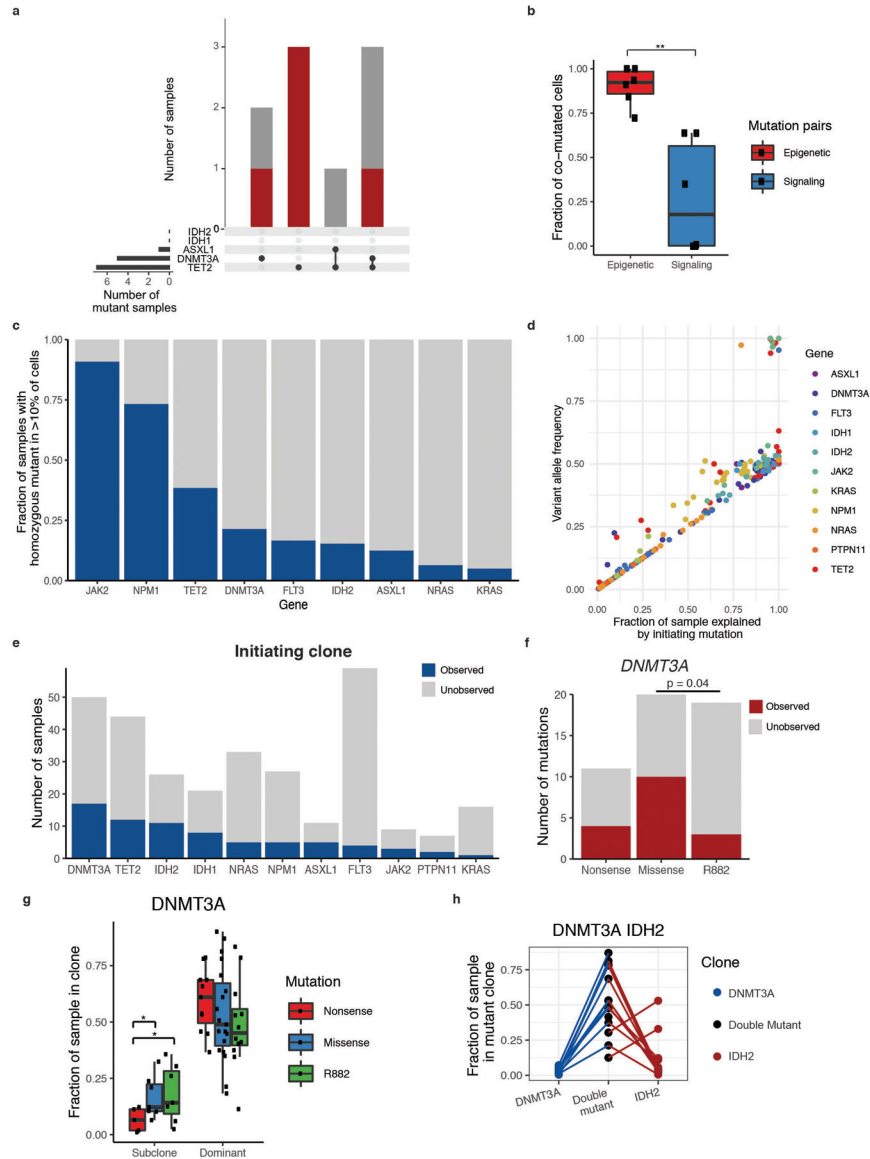 a
Number of samples
3
2
1
0
IDH2
IDH1
ASXL1
DNMT3A
TET2
6 4 2 0
Number of
mutant samples
b
**
Fraction of co-mutated cells
1.00
0.75
0.50
0.25
0.00
Epigenetic Signaling
Mutation pairs
Epigenetic
Signaling
c
Fraction of samples with
homozygous mutant in >10% of cells
1.00
0.75
0.50
0.25
0.00
JAK2 NPM1 TET2 DNMT3A FLT3 IDH2 ASXL1 NRAS KRAS
Gene
d
Variant allele frequency
1.00
0.75
0.50
0.25
0.00
0.00 0.25 0.50 0.75 1.00
Fraction of sample explained
by initiating mutation
Gene
ASXL1
DNMT3A
FLT3
IDH1
IDH2
JAK2
KRAS
NPM1
NRAS
PTPN11
TET2
e
Initiating clone
Observed
Unobserved
Number of samples
50
40
30
20
10
0
DNMT3A TET2 IDH2 IDH1 NRAS NPM1 ASXL1 FLT3 JAK2 PTPN11 KRAS
f
DNMT3A
p = 0.04
Number of mutations
20
15
10
5
0
Nonsense Missense R882
Observed
Unobserved
g
DNMT3A
Fraction of sample in clone
0.75
0.50
0.25
0.00
*
*
Subclone Dominant
Mutation
Nonsense
Missense
R882
h
DNMT3A IDH2
Fraction of sample
in mutant clone
0.75
0.50
0.25
0.00
DNMT3A Double IDH2
mutant
Clone
DNMT3A
Double Mutant
IDH2